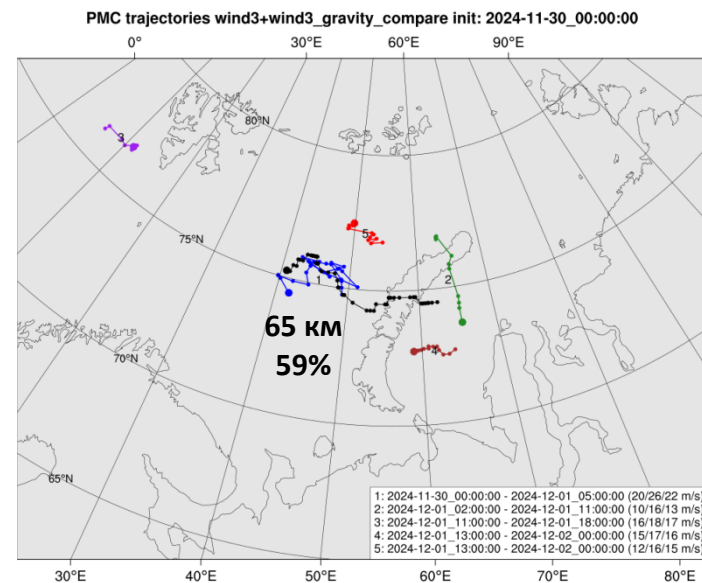 PMC trajectories wind3+wind3_gravity_compare init: 2024-11-30_00:00:00
0° 30°E 60°E 90°E
80°N
3
75°N
5
2
1
65 км
59%
4
70°N
65°N
1: 2024-11-30_00:00:00 - 2024-12-01_05:00:00 (20/26/22 m/s)
2: 2024-12-01_02:00:00 - 2024-12-01_11:00:00 (10/16/13 m/s)
3: 2024-12-01_11:00:00 - 2024-12-01_18:00:00 (16/18/17 m/s)
4: 2024-12-01_13:00:00 - 2024-12-02_00:00:00 (15/17/16 m/s)
5: 2024-12-01_13:00:00 - 2024-12-02_00:00:00 (12/16/15 m/s)
30°E 40°E 50°E 60°E 70°E 80°E